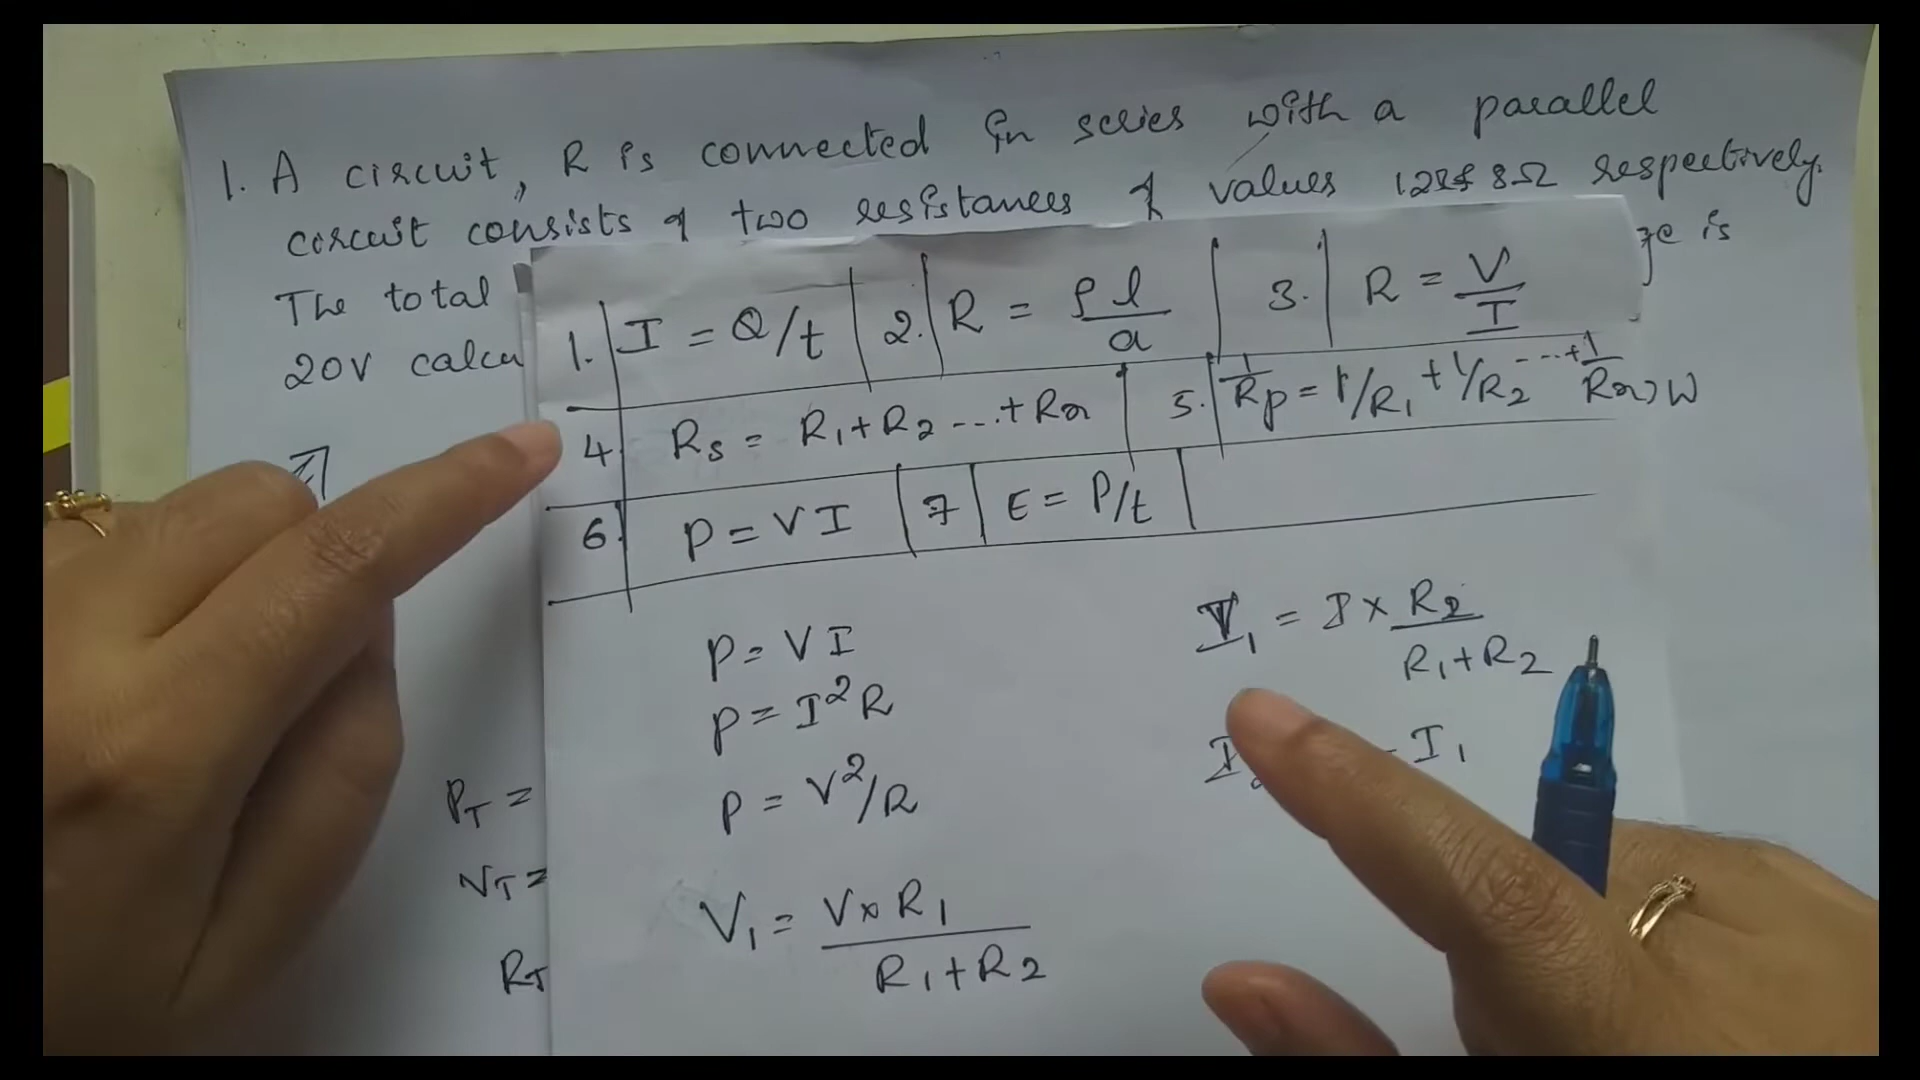 1. A circuit, R is connected in series with a parallel
circuit consists of two resistances of values 12Ω & 8Ω respectively.
The total
ge is
20V calcu
1. I = Q/t 2. R = ρl/a 3. R = V/I
4. Rs = R1+R2 ---+Rn 5. 1/Rp = 1/R1 + 1/R2 ---+ 1/Rn
6. P = VI 7 E = P/t
P = VI
P = I²R
P = V²/R
V1 = V×R1/R1+R2
I1 = I × R2/R1+R2
- I1
PT =
VT =
RT